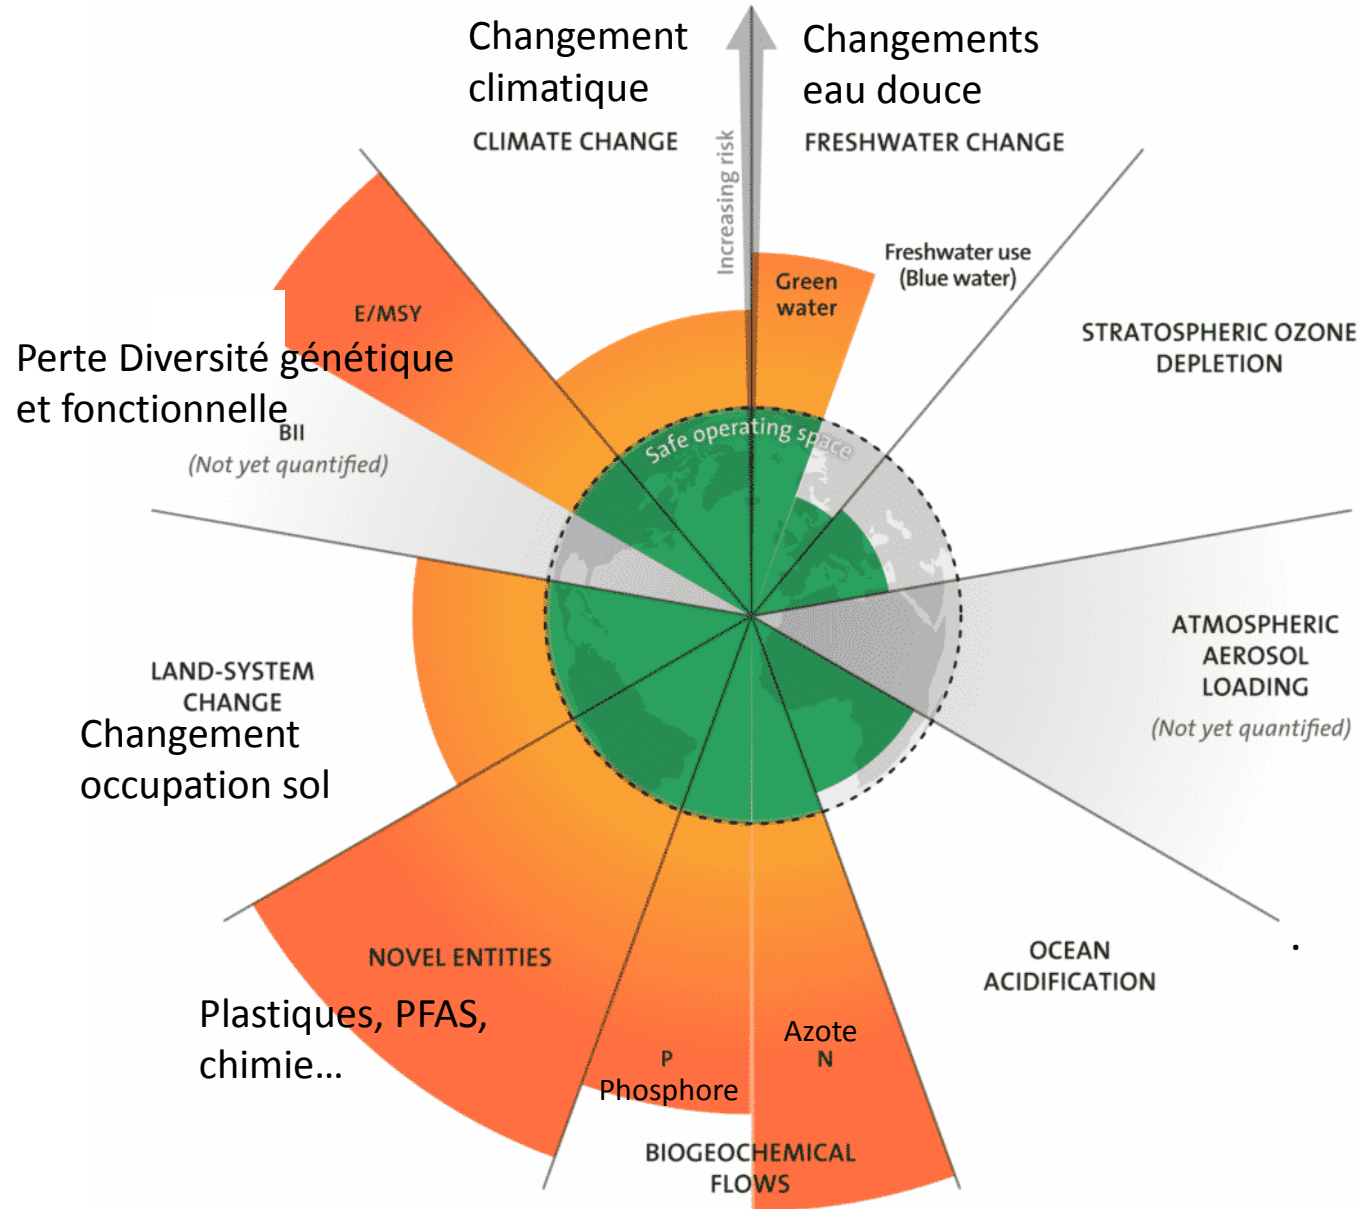 Changement
climatique
CLIMATE CHANGE
Changements
eau douce
FRESHWATER CHANGE
Increasing risk
Freshwater use
(Blue water)
Green
water
STRATOSPHERIC OZONE
DEPLETION
E/MSY
Perte Diversité génétique
et fonctionnelle
BII
(Not yet quantified)
Safe operating space
ATMOSPHERIC
AEROSOL
LOADING
(Not yet quantified)
LAND-SYSTEM
CHANGE
Changement
occupation sol
OCEAN
ACIDIFICATION
.
NOVEL ENTITIES
Plastiques, PFAS,
chimie...
P
Phosphore
Azote
N
BIOGEOCHEMICAL
FLOWS